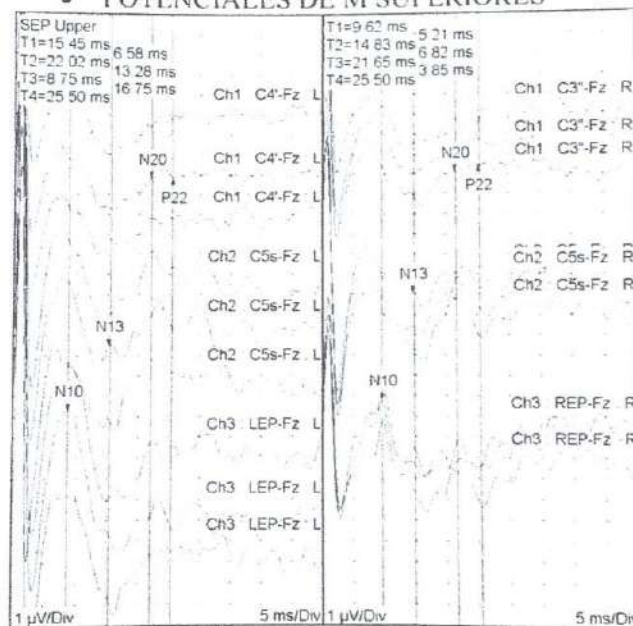 POTENCIALES DE M SUPERIORES
SEP Upper
T1=15 45 ms
T2=22 02 ms
T3=8 75 ms
T4=25 50 ms
6 58 ms
13 28 ms
16 75 ms
Ch1 C4'-Fz L
N20
Ch1 C4'-Fz L
P22
Ch1 C4'-Fz L
Ch2 C5s-Fz L
Ch2 C5s-Fz L
N13
Ch2 C5s-Fz L
N10
Ch3 LEP-Fz L
Ch3 LEP-Fz L
Ch3 LEP-Fz L
1 µV/Div
5 ms/Div
T1=9 62 ms
T2=14 83 ms
T3=21 65 ms
T4=25 50 ms
5 21 ms
6 82 ms
3 85 ms
Ch1 C3"-Fz R
Ch1 C3"-Fz R
Ch1 C3"-Fz R
N20
P22
Ch2 C5s-Fz R
N13
Ch2 C5s-Fz R
N10
Ch3 REP-Fz R
Ch3 REP-Fz R
1 µV/Div
5 ms/Div